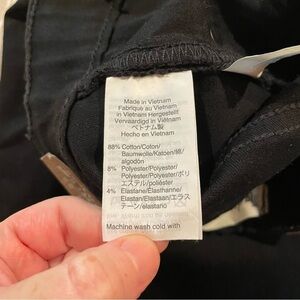 Made in Vietnam
Fabriqué au Vietnam
in Vietnam Hergestellt
Vervaardigd in Vietnam
ベトナム製
Hecho en Vietnam
88% Cotton/Coton/
Baumwolle/Katoen/綿/
algodón
8% Polyester/Polyester/
Polyester/Polyester/ポリ
エステル/poliéster
4% Elastane/Élasthanne/
Elastan/Elastaan/エラス
テーン/elastano
Machine wash cold with